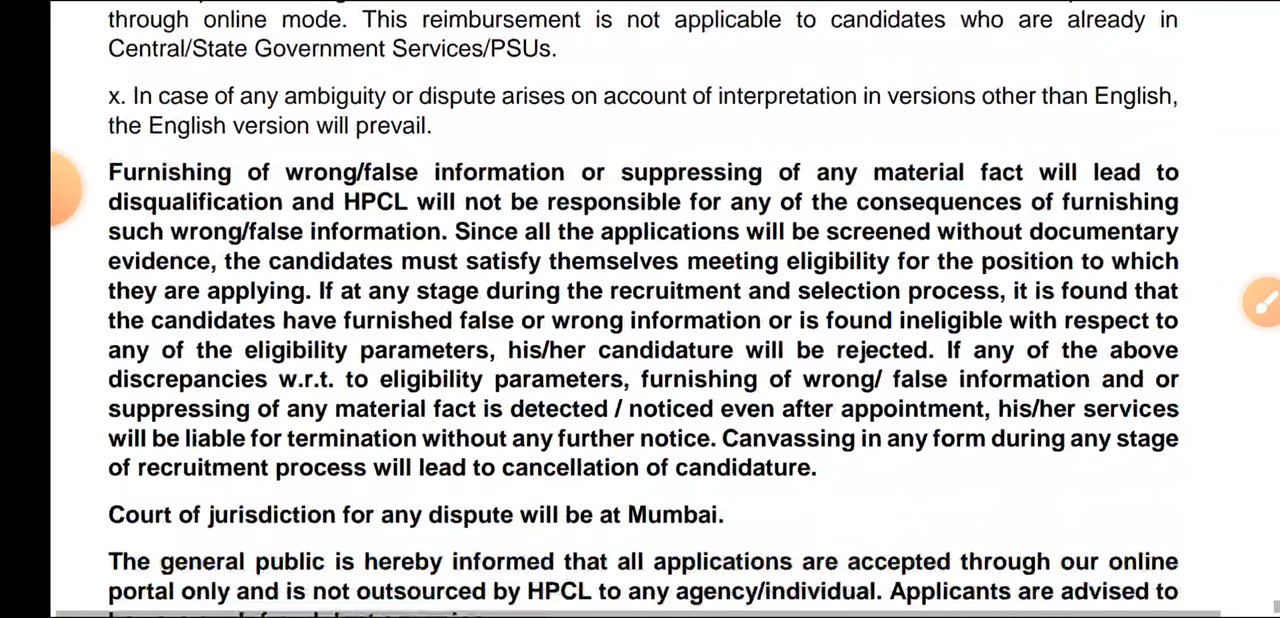 through online mode. This reimbursement is not applicable to candidates who are already in
Central/State Government Services/PSUs.
x. In case of any ambiguity or dispute arises on account of interpretation in versions other than English,
the English version will prevail.
Furnishing of wrong/false information or suppressing of any material fact will lead to
disqualification and HPCL will not be responsible for any of the consequences of furnishing
such wrong/false information. Since all the applications will be screened without documentary
evidence, the candidates must satisfy themselves meeting eligibility for the position to which
they are applying. If at any stage during the recruitment and selection process, it is found that
the candidates have furnished false or wrong information or is found ineligible with respect to
any of the eligibility parameters, his/her candidature will be rejected. If any of the above
discrepancies w.r.t. to eligibility parameters, furnishing of wrong/ false information and or
suppressing of any material fact is detected / noticed even after appointment, his/her services
will be liable for termination without any further notice. Canvassing in any form during any stage
of recruitment process will lead to cancellation of candidature.
Court of jurisdiction for any dispute will be at Mumbai.
The general public is hereby informed that all applications are accepted through our online
portal only and is not outsourced by HPCL to any agency/individual. Applicants are advised to